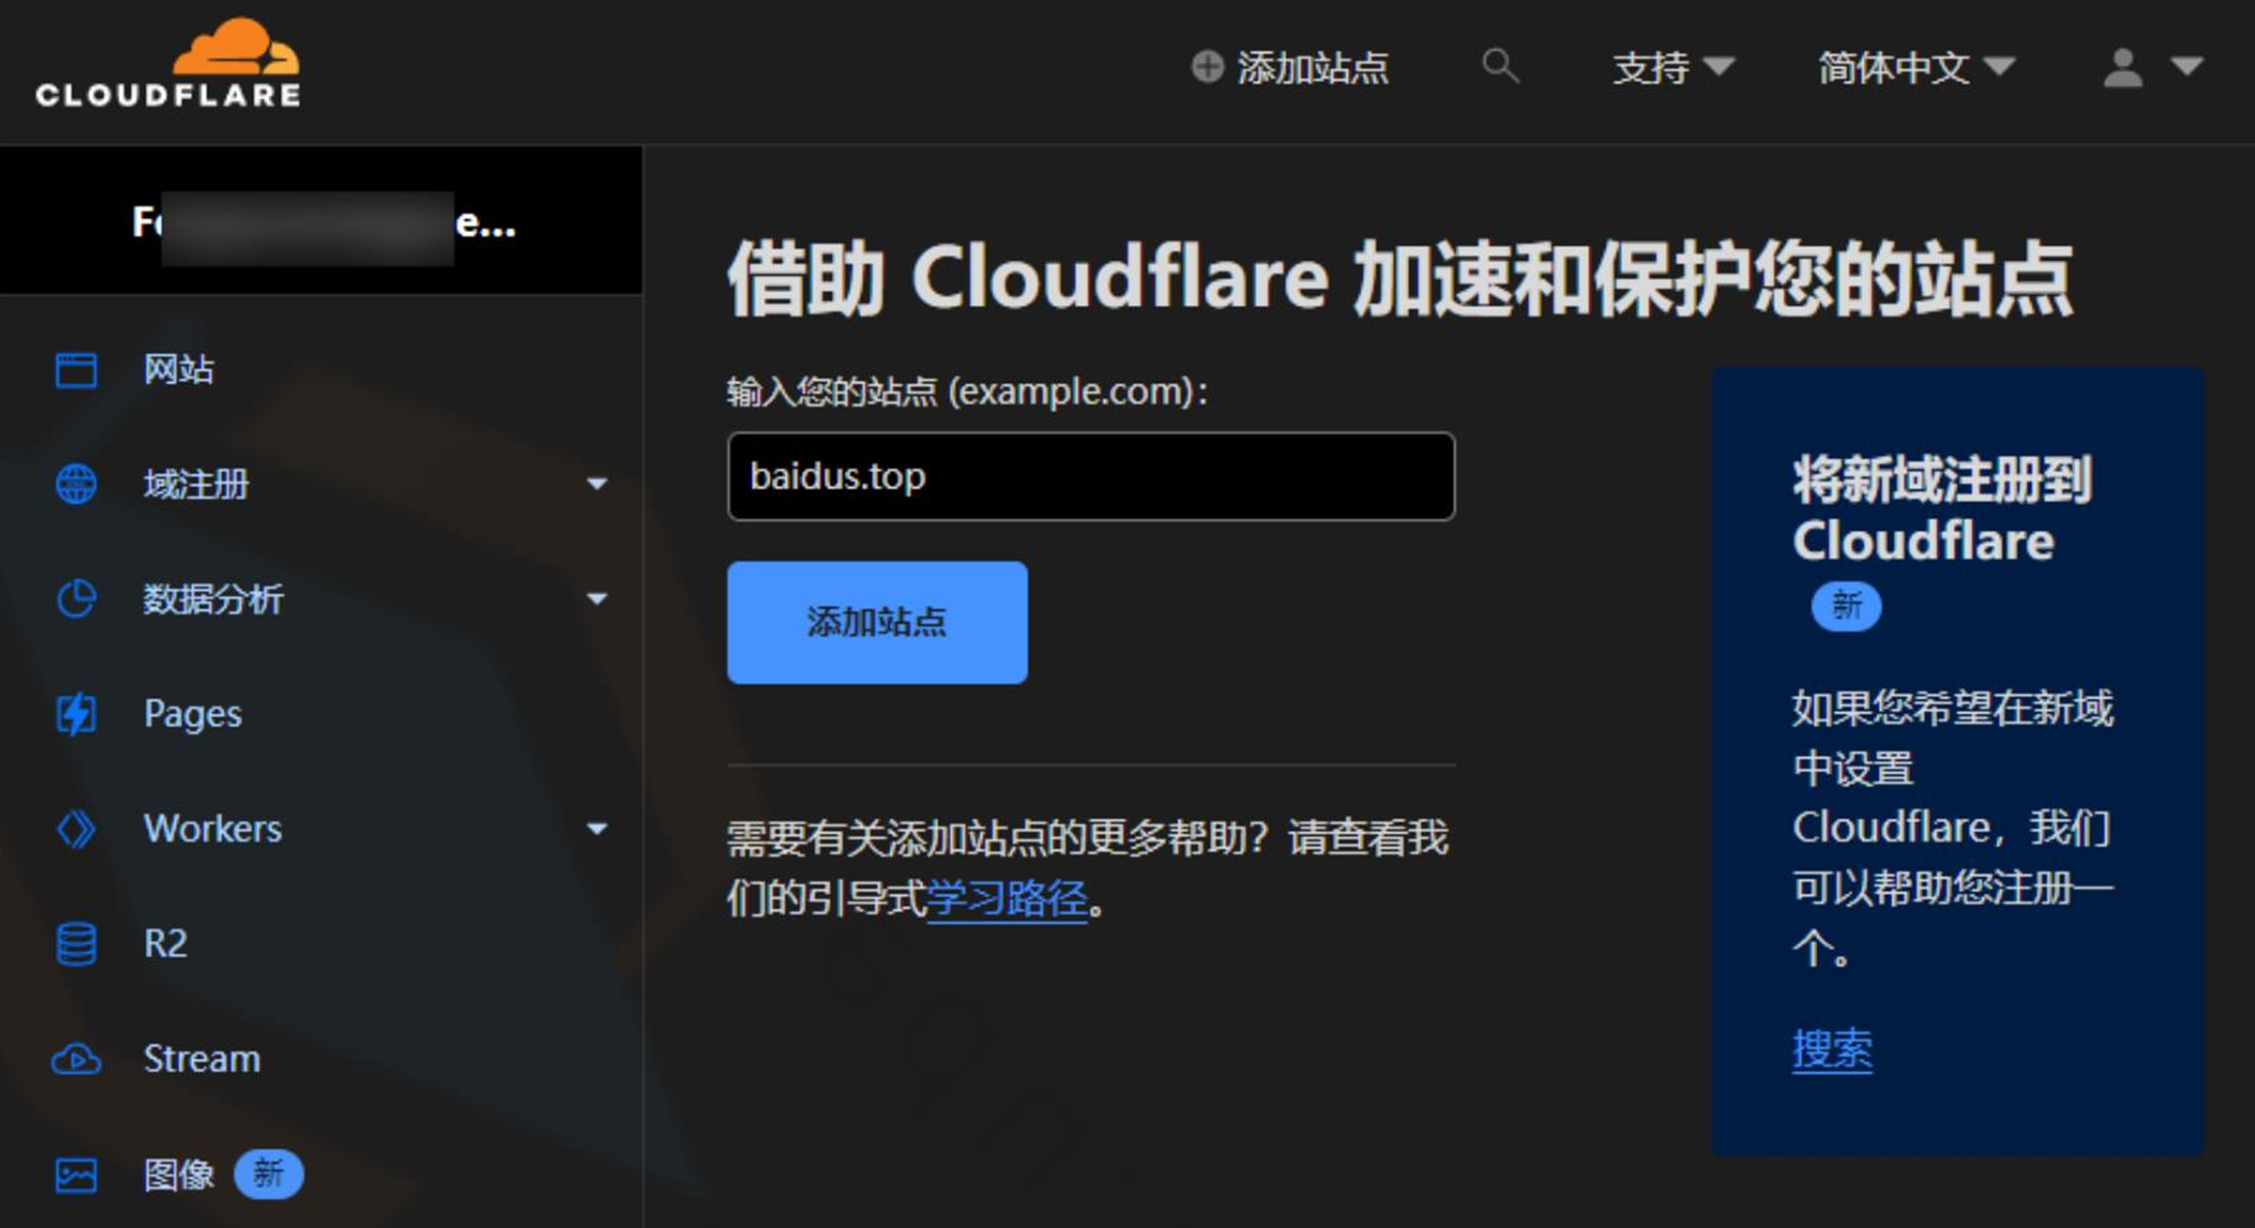 CLOUDFLARE
添加站点
支持
简体中文
e...
网站
域注册
数据分析
Pages
Workers
R2
Stream
图像 新
借助 Cloudflare 加速和保护您的站点
输入您的站点 (example.com)：
baidus.top
添加站点
需要有关添加站点的更多帮助？请查看我
们的引导式学习路径。
将新域注册到
Cloudflare
新
如果您希望在新域
中设置
Cloudflare，我们
可以帮助您注册一
个。
搜索